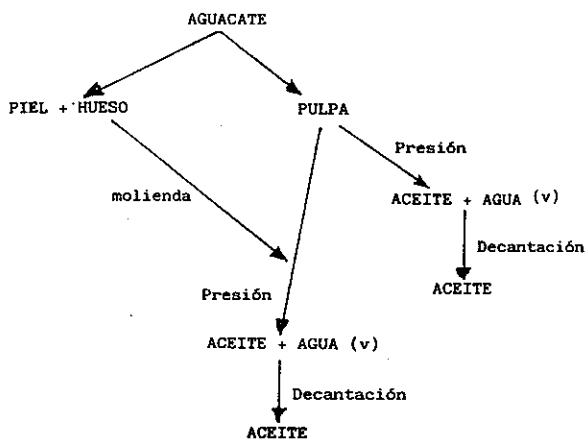 AGUACATE
PIEL + HUESO
PULPA
Presión
molienda
ACEITE + AGUA (v)
Decantación
ACEITE
Presión
ACEITE + AGUA (v)
Decantación
ACEITE